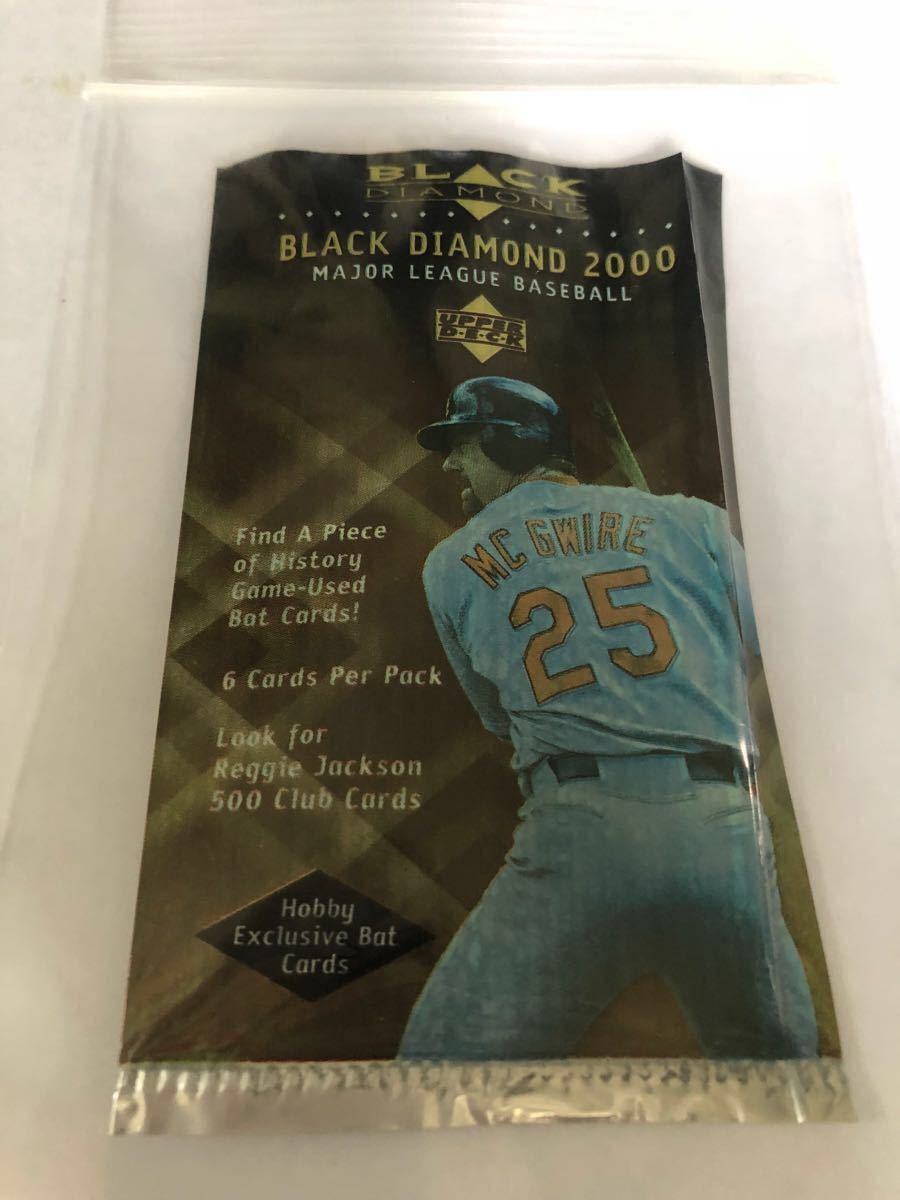 BLACK
DIAMOND
BLACK DIAMOND 2000
MAJOR LEAGUE BASEBALL
UPPER
D·E·C·K
MC GWIRE
25
Find A Piece
of History
Game-Used
Bat Cards!
6 Cards Per Pack
Look for
Reggie Jackson
500 Club Cards
Hobby
Exclusive Bat
Cards